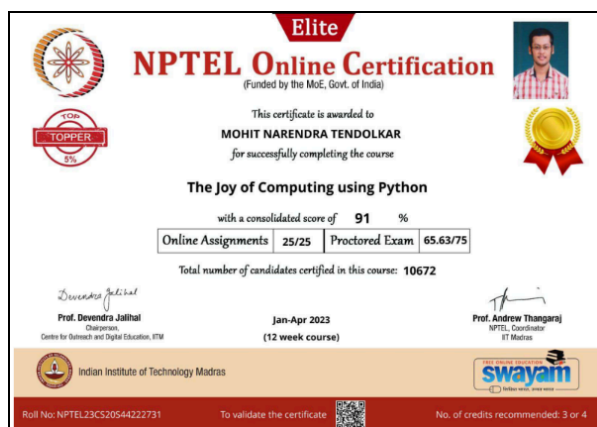 Elite
NPTEL Online Certification
(Funded by the MoE, Govt. of India)
This certificate is awarded to
MOHIT NARENDRA TENDOLKAR
for successfully completing the course
TOP
TOPPER
5%
The Joy of Computing using Python
with a consolidated score of 91 %
Online Assignments 25/25 Proctored Exam 65.63/75
Total number of candidates certified in this course: 10672
Devendra Jalihal
Prof. Devendra Jalihal
Chairperson,
Centre for Outreach and Digital Education, IITM
Jan-Apr 2023
(12 week course)
Prof. Andrew Thangaraj
NPTEL, Coordinator
IIT Madras
Indian Institute of Technology Madras
FREE ONLINE EDUCATION
swayam
Roll No: NPTEL23CS20S44222731
To validate the certificate
No. of credits recommended: 3 or 4